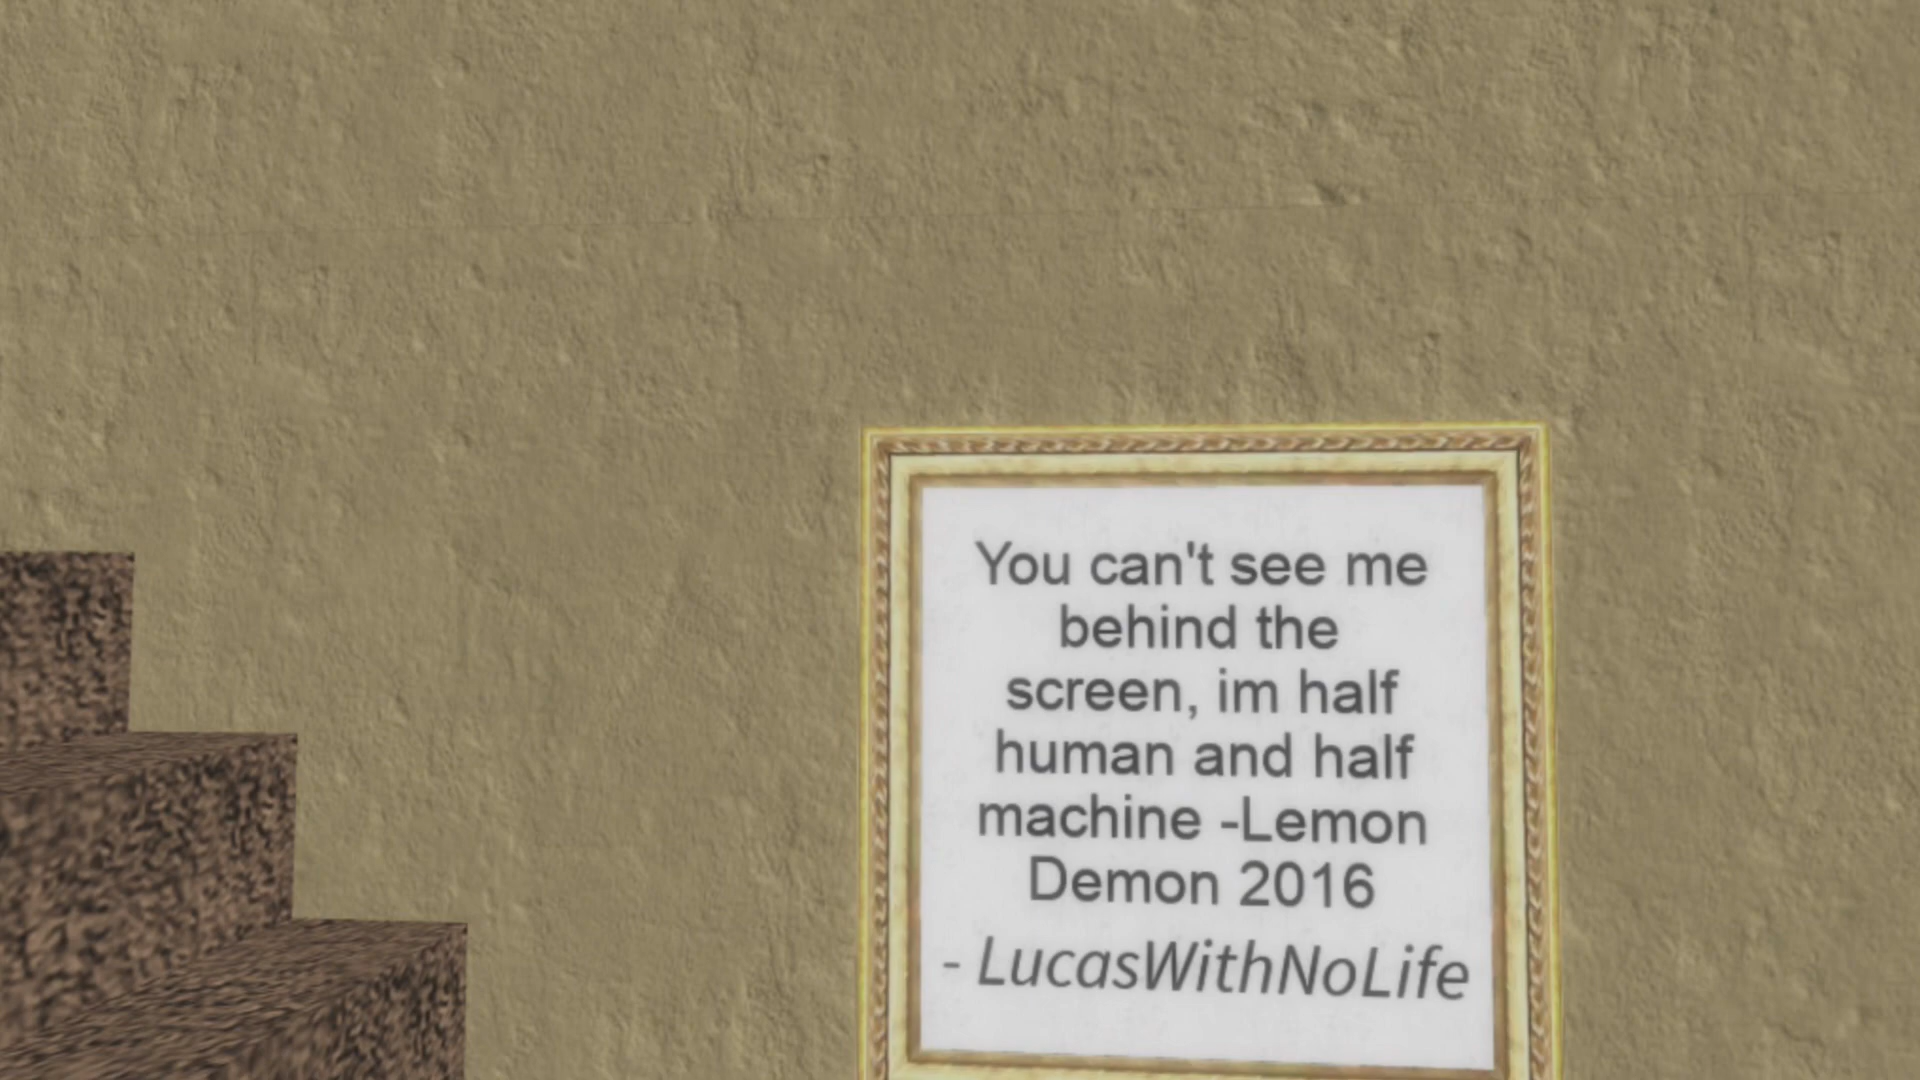 You can't see me
behind the
screen, im half
human and half
machine -Lemon
Demon 2016
- LucasWithNoLife